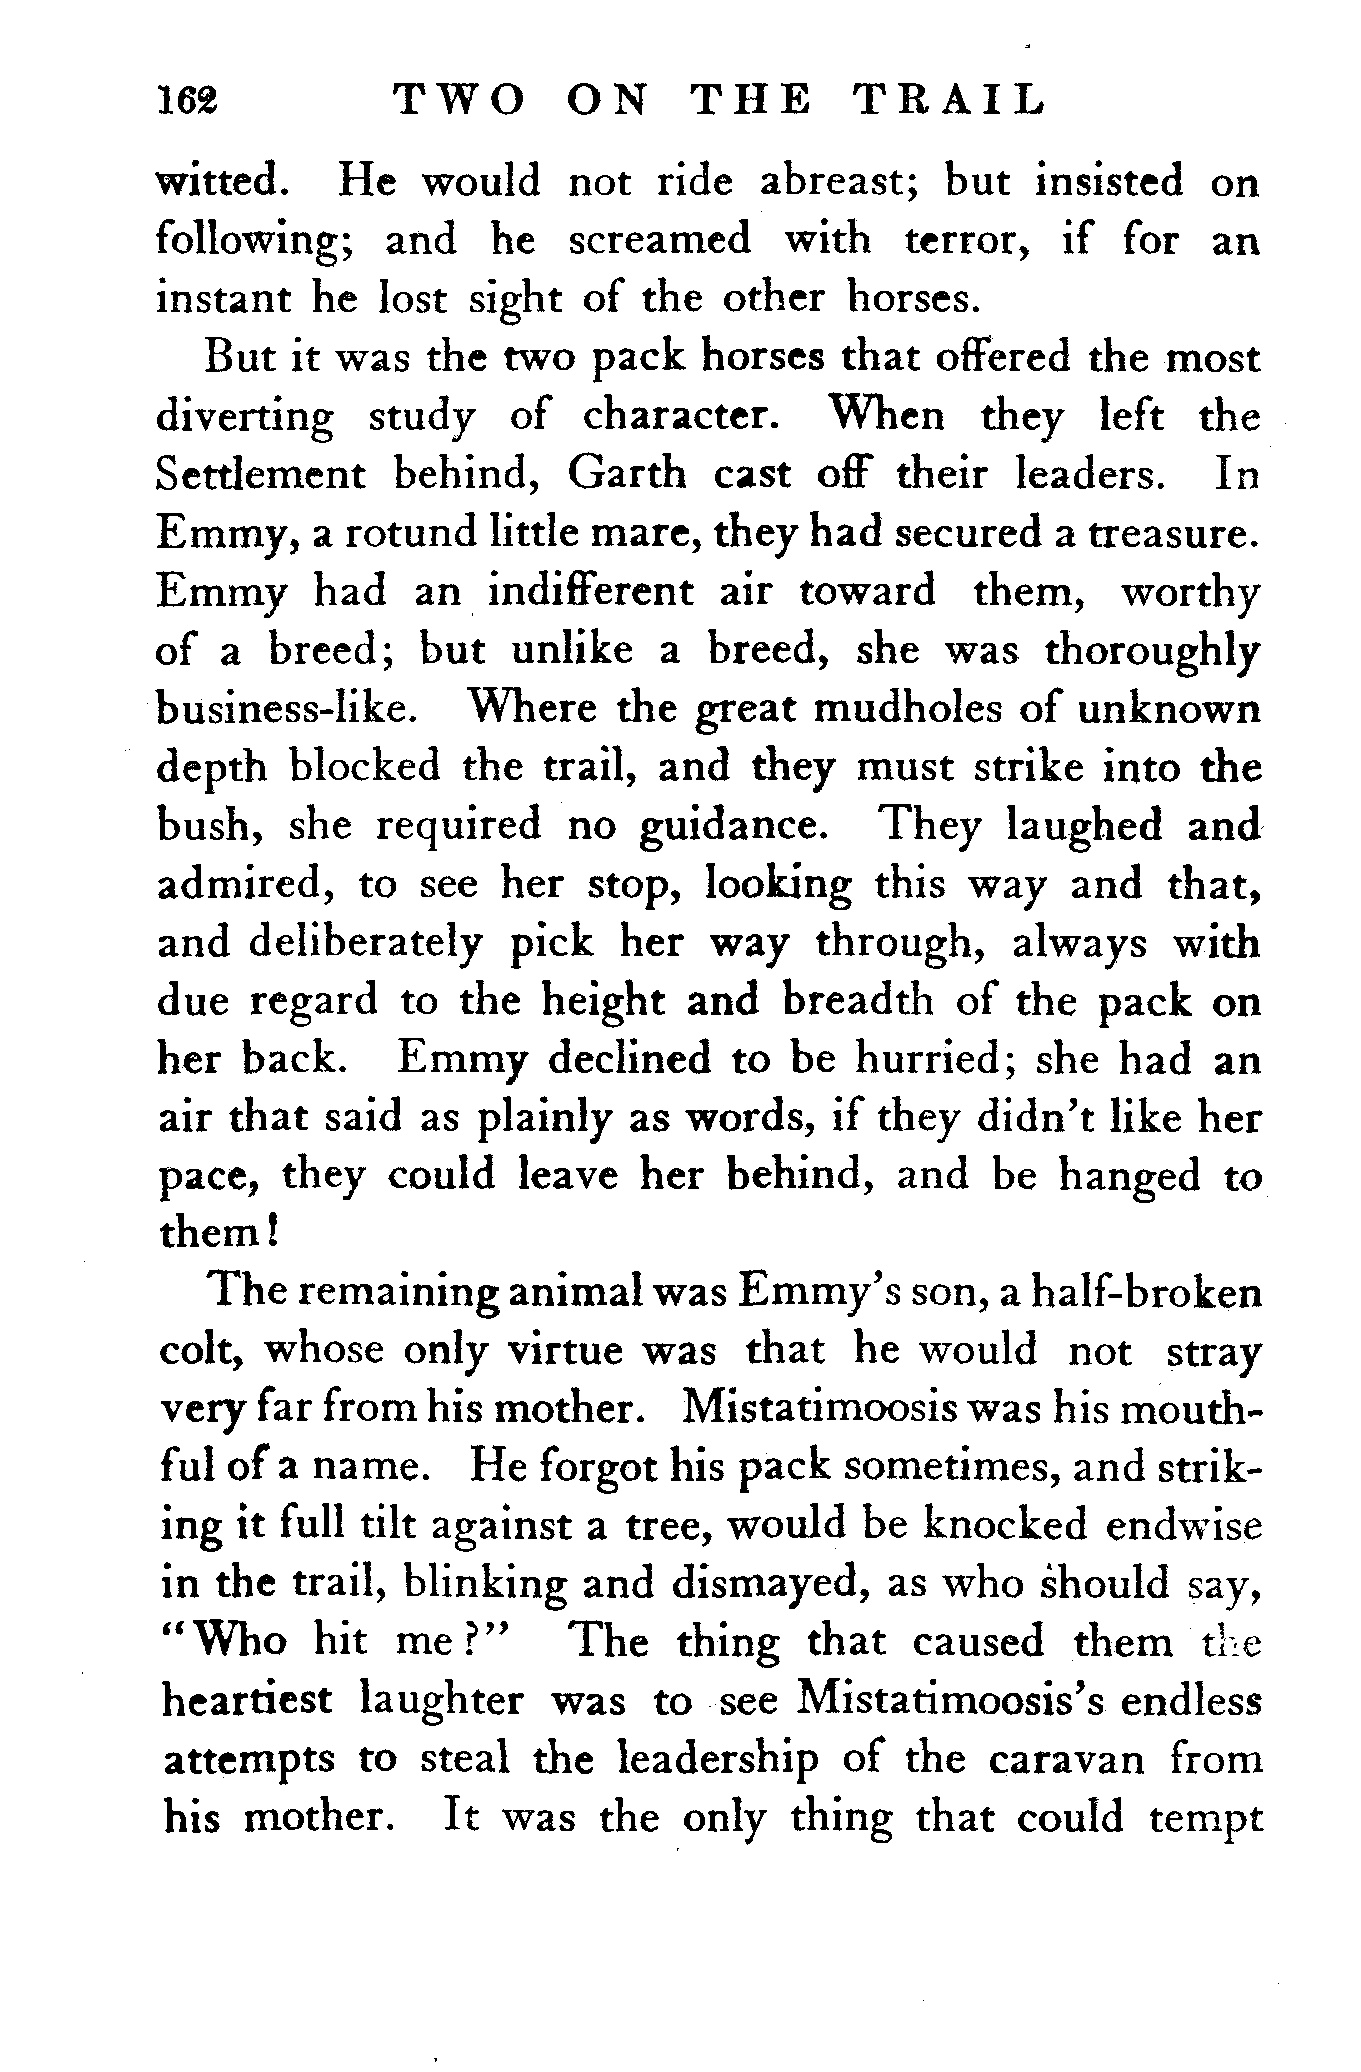 162 TWO ON THE TRAIL
witted. He would not ride abreast; but insisted on
following; and he screamed with terror, if for an
instant he lost sight of the other horses.
But it was the two pack horses that offered the most
diverting study of character. When they left the
Settlement behind, Garth cast off their leaders. In
Emmy, a rotund little mare, they had secured a treasure.
Emmy had an indifferent air toward them, worthy
of a breed; but unlike a breed, she was thoroughly
business-like. Where the great mudholes of unknown
depth blocked the trail, and they must strike into the
bush, she required no guidance. They laughed and
admired, to see her stop, looking this way and that,
and deliberately pick her way through, always with
due regard to the height and breadth of the pack on
her back. Emmy declined to be hurried; she had an
air that said as plainly as words, if they didn't like her
pace, they could leave her behind, and be hanged to
them!
The remaining animal was Emmy's son, a half-broken
colt, whose only virtue was that he would not stray
very far from his mother. Mistatimoosis was his mouth-
ful of a name. He forgot his pack sometimes, and strik-
ing it full tilt against a tree, would be knocked endwise
in the trail, blinking and dismayed, as who should say,
"Who hit me?" The thing that caused them the
heartiest laughter was to see Mistatimoosis's endless
attempts to steal the leadership of the caravan from
his mother. It was the only thing that could tempt